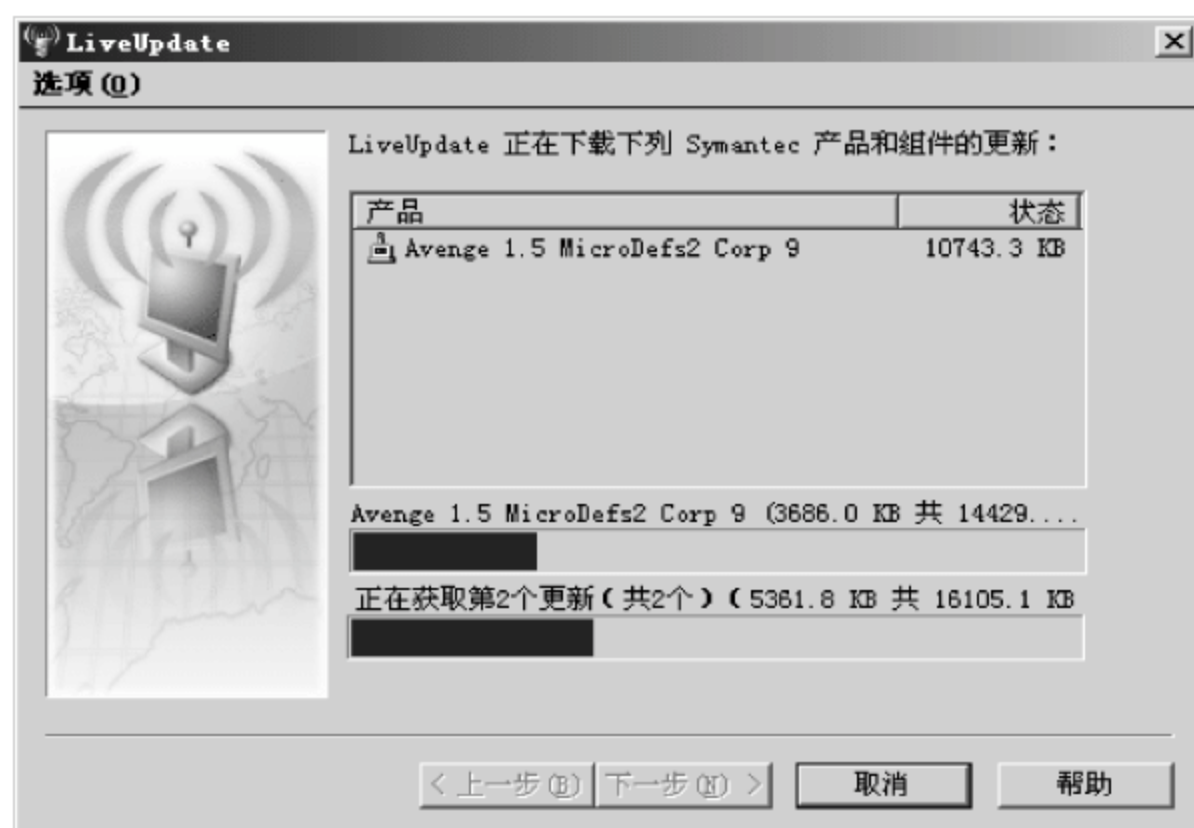 LiveUpdate
选项(O)
LiveUpdate 正在下载下列 Symantec 产品和组件的更新：
产品 状态
Avenge 1.5 MicroDefs2 Corp 9 10743.3 KB
Avenge 1.5 MicroDefs2 Corp 9 (3686.0 KB 共 14429....
正在获取第2个更新(共2个)(5361.8 KB 共 16105.1 KB
< 上一步(B) 下一步(N) > 取消 帮助